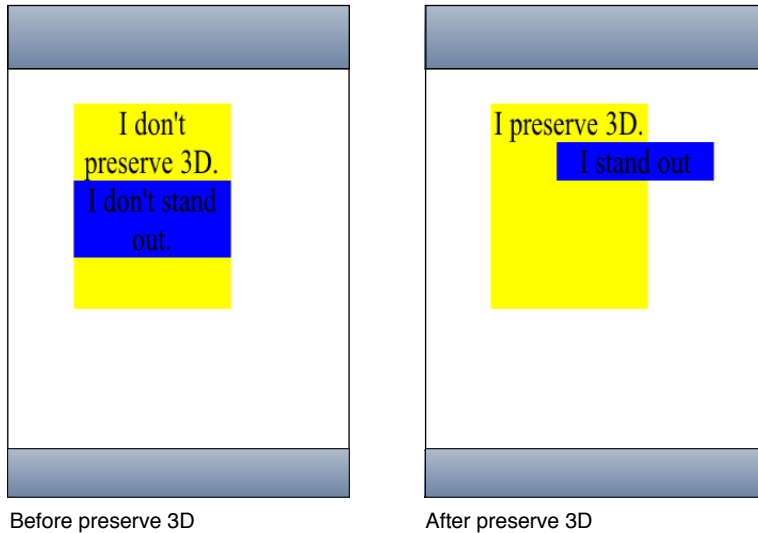 I don't
preserve 3D.
I don't stand
out.
Before preserve 3D
I preserve 3D.
I stand out
After preserve 3D